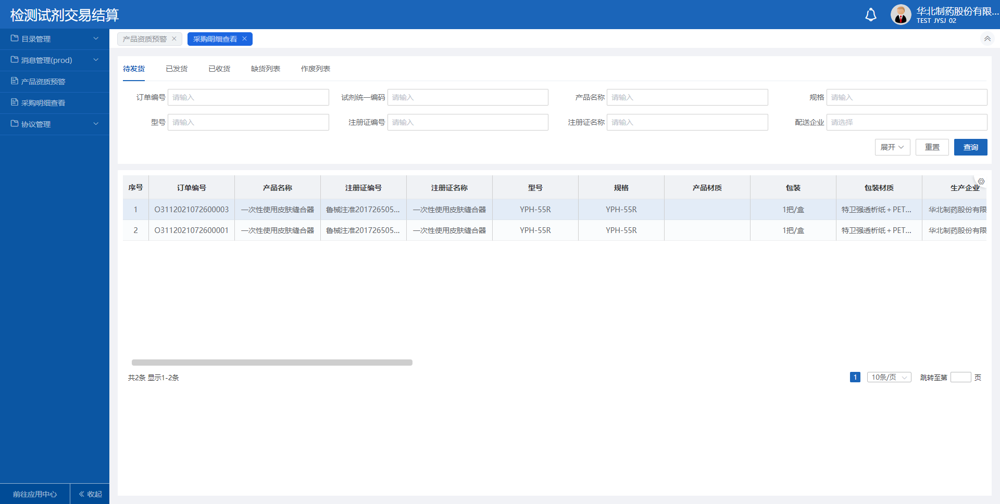 检测试剂交易结算
华北制药股份有限...
TEST_JYSJ_02
目录管理
消息管理(prod)
产品资质预警
采购明细查看
协议管理
前往应用中心
收起
产品资质预警
采购明细查看
待发货 已发货 已收货 缺货列表 作废列表
订单编号 请输入 试剂统一编码 请输入 产品名称 请输入 规格 请输入
型号 请输入 注册证编号 请输入 注册证名称 请输入 配送企业 请选择
展开 重置 查询
序号 订单编号 产品名称 注册证编号 注册证名称 型号 规格 产品材质 包装 包装材质 生产企业
1 O3112021072600003 一次性使用皮肤缝合器 鲁械注准201726505... 一次性使用皮肤缝合器 YPH-55R YPH-55R 1把/盒 特卫强透析纸＋PET... 华北制药股份有限
2 O3112021072600001 一次性使用皮肤缝合器 鲁械注准201726505... 一次性使用皮肤缝合器 YPH-55R YPH-55R 1把/盒 特卫强透析纸＋PET... 华北制药股份有限
共2条 显示1-2条
1 10条/页 跳转至第 页